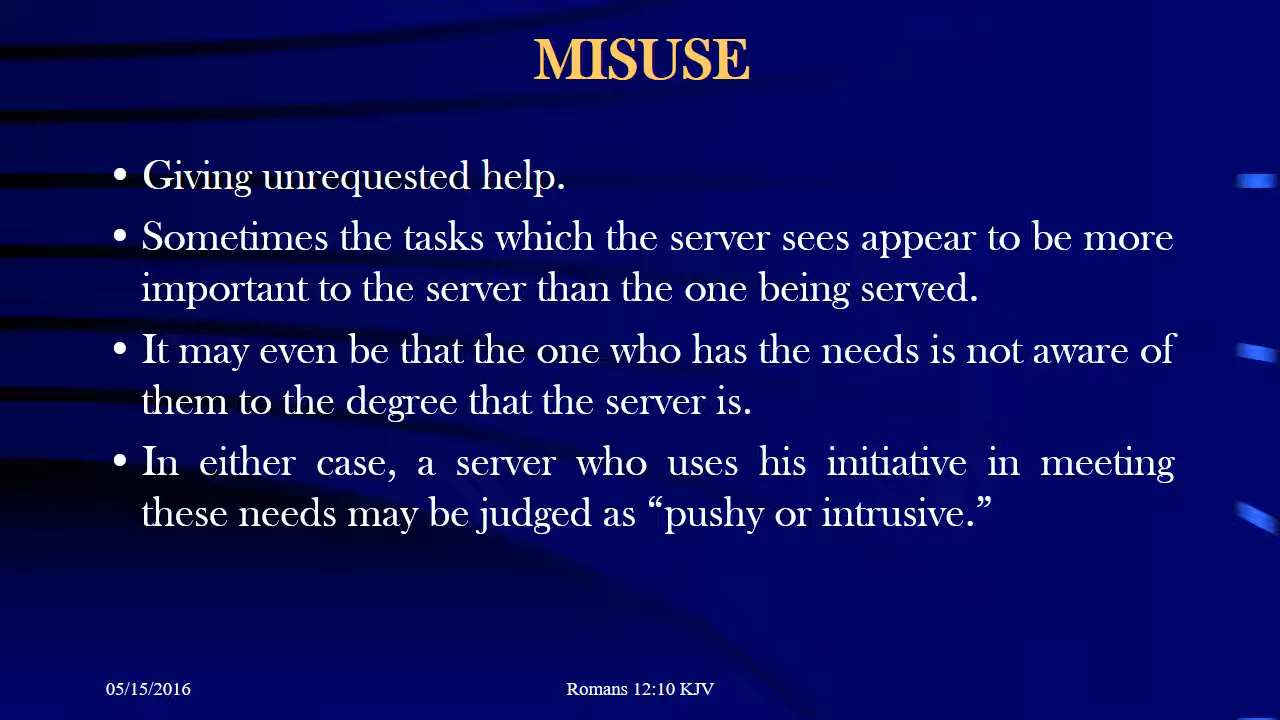 MISUSE
• Giving unrequested help.
• Sometimes the tasks which the server sees appear to be more
important to the server than the one being served.
• It may even be that the one who has the needs is not aware of
them to the degree that the server is.
• In either case, a server who uses his initiative in meeting
these needs may be judged as “pushy or intrusive.”
05/15/2016
Romans 12:10 KJV